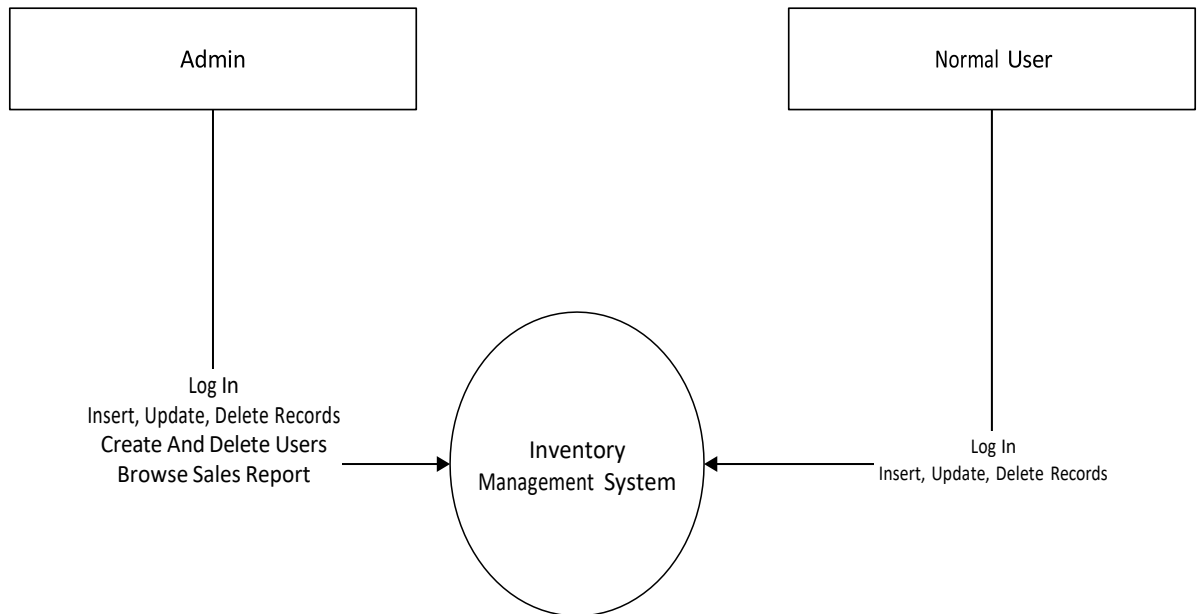 Admin
Normal User
Log In
Insert, Update, Delete Records
Create And Delete Users
Browse Sales Report
Inventory
Management System
Log In
Insert, Update, Delete Records